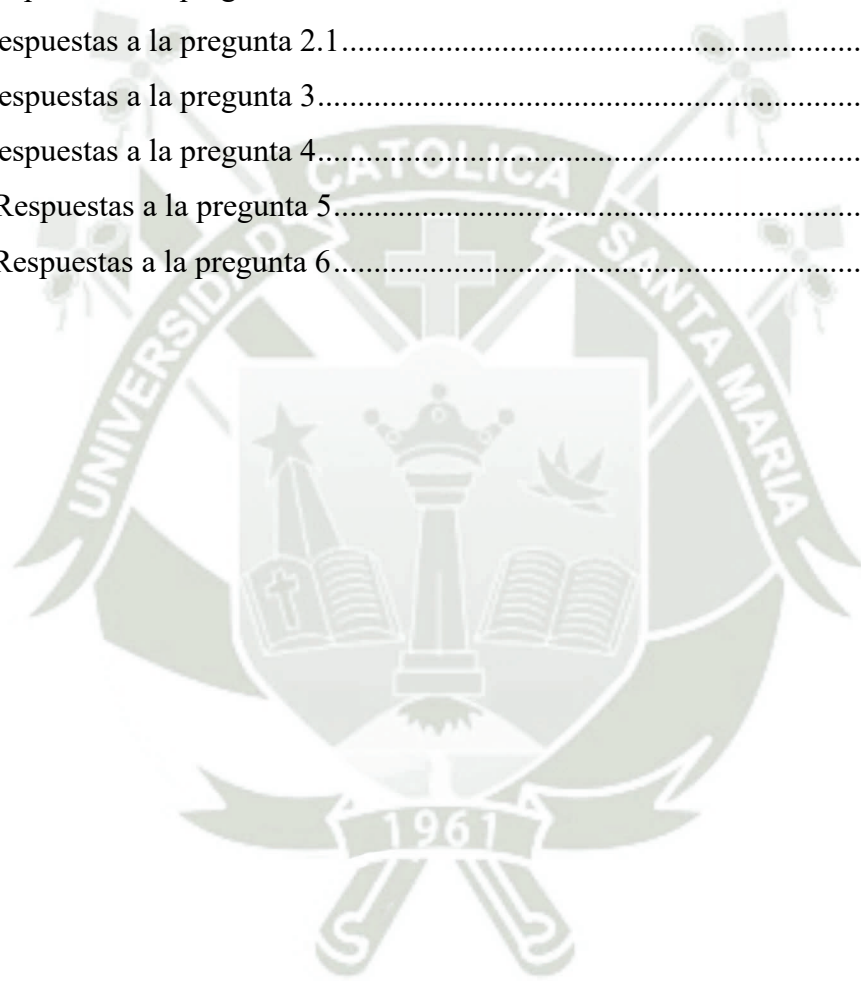 espuestas a la pregunta 2.1................................................................
espuestas a la pregunta 3...................................................................
espuestas a la pregunta 4...................................................................
Respuestas a la pregunta 5.................................................................
Respuestas a la pregunta 6.................................................................
UNIVERSIDAD CATOLICA SANTA MARIA
1961